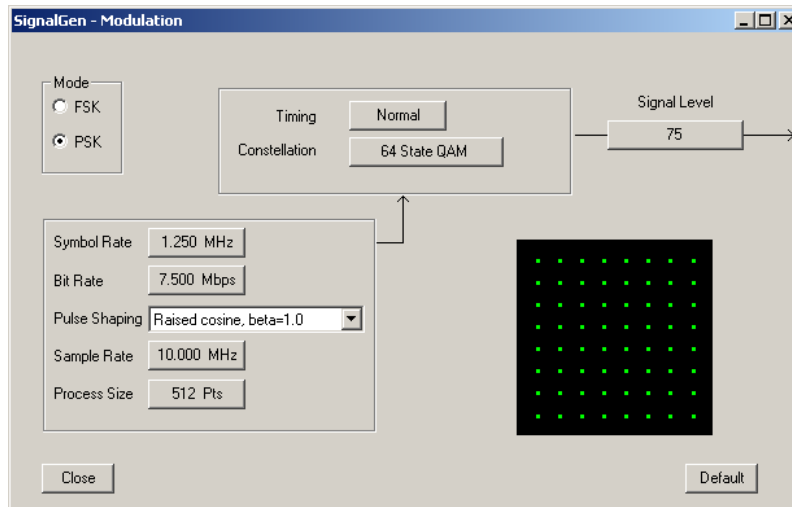 SignalGen - Modulation
Mode
FSK
PSK
Timing Normal
Constellation 64 State QAM
Signal Level
75
Symbol Rate 1.250 MHz
Bit Rate 7.500 Mbps
Pulse Shaping Raised cosine, beta=1.0
Sample Rate 10.000 MHz
Process Size 512 Pts
Close
Default